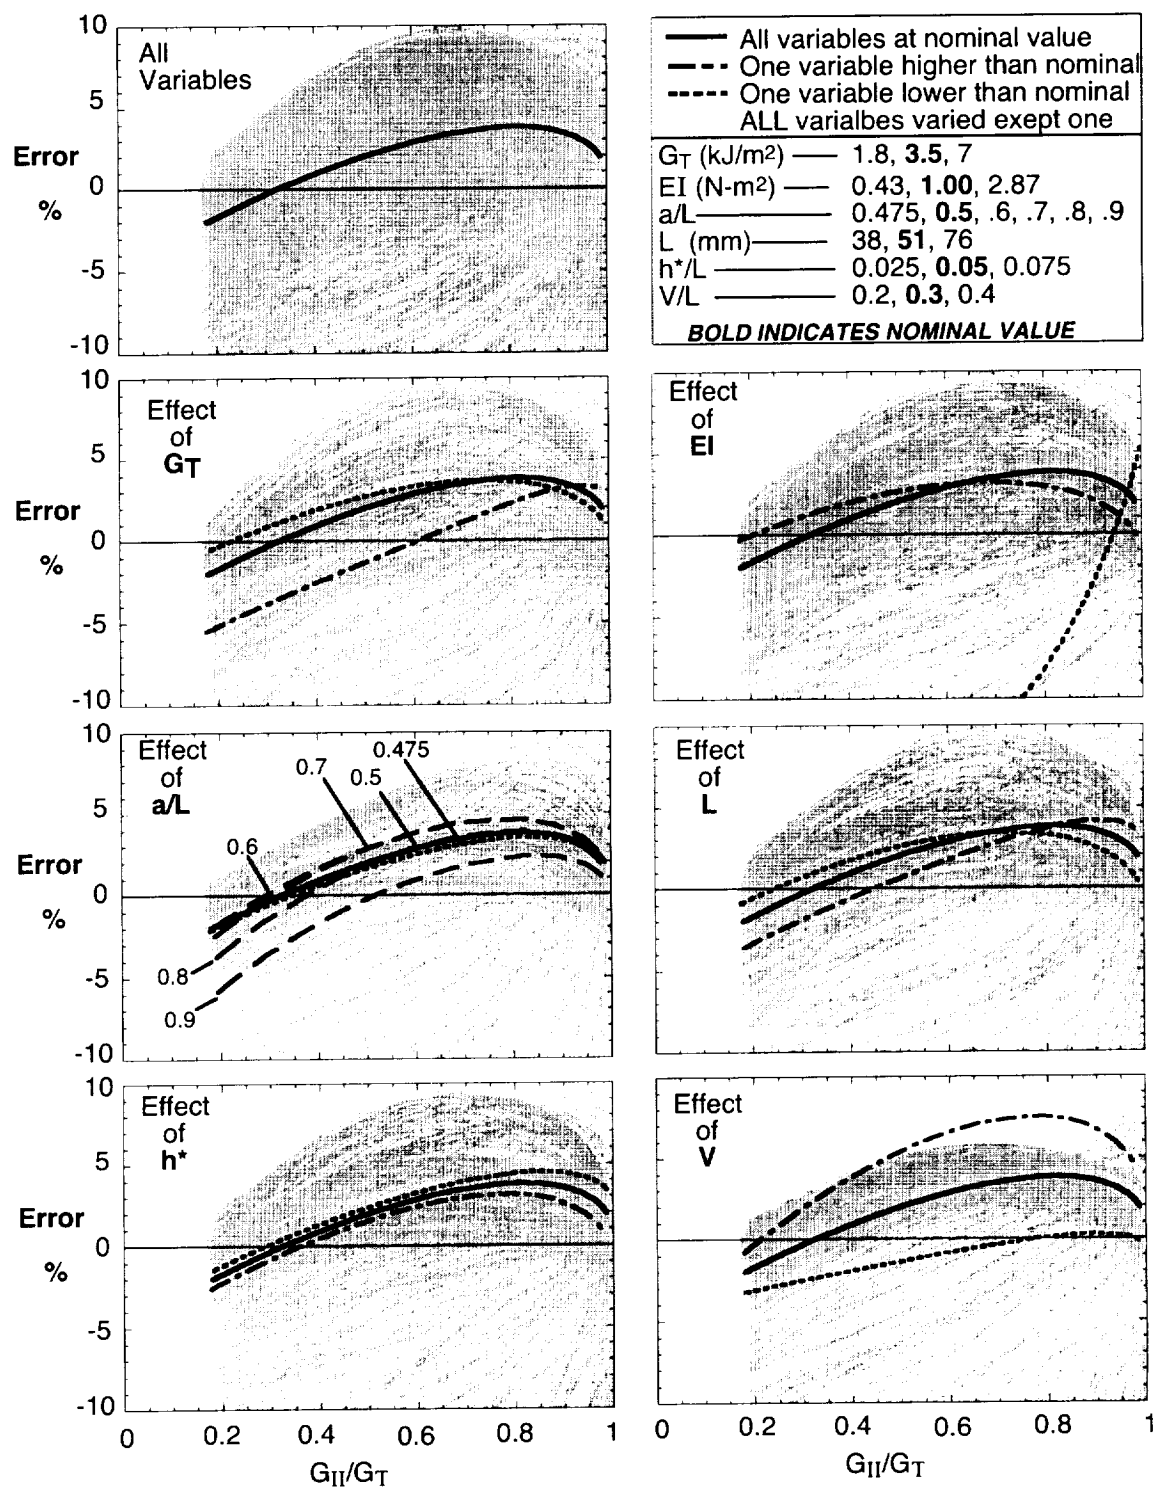 All
Variables
10
5
0
-5
-10
Error
%
All variables at nominal value
One variable higher than nominal
One variable lower than nominal
ALL varialbes varied exept one
GT (kJ/m2) 1.8, 3.5, 7
EI (N-m2) 0.43, 1.00, 2.87
a/L 0.475, 0.5, .6, .7, .8, .9
L (mm) 38, 51, 76
h*/L 0.025, 0.05, 0.075
V/L 0.2, 0.3, 0.4
BOLD INDICATES NOMINAL VALUE
Effect
of
GT
10
5
0
-5
-10
Error
%
Effect
of
EI
Effect
of
a/L
10
5
0
-5
-10
Error
%
0.475
0.7
0.5
0.6
0.8
0.9
Effect
of
L
Effect
of
h*
10
5
0
-5
-10
Error
%
0 0.2 0.4 0.6 0.8 1
GII/GT
Effect
of
V
0 0.2 0.4 0.6 0.8 1
GII/GT